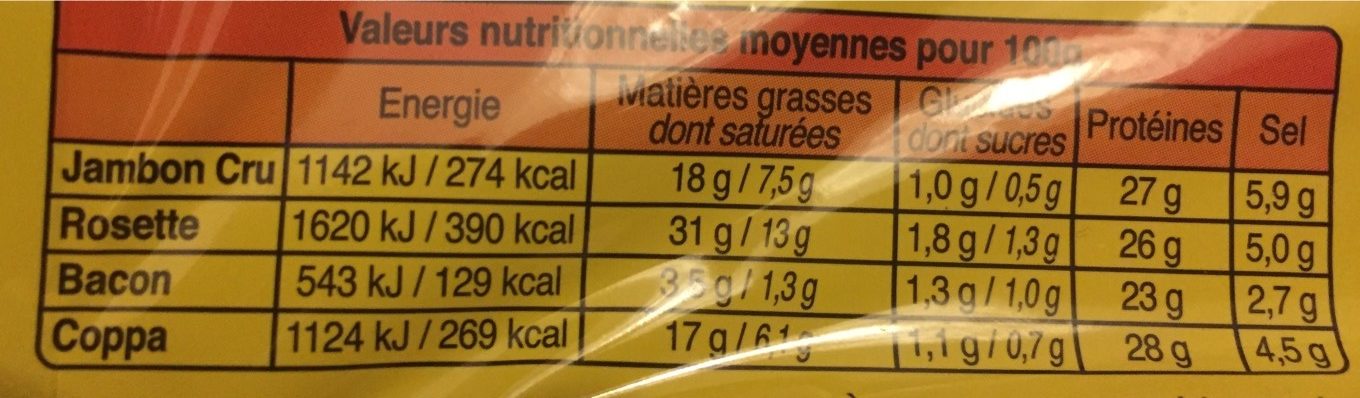 Valeurs nutritionnelles moyennes pour 100g
Energie Matières grasses dont saturées Glucides dont sucres Protéines Sel
Jambon Cru 1142 kJ / 274 kcal 18 g / 7,5 g 1,0 g / 0,5 g 27 g 5,9 g
Rosette 1620 kJ / 390 kcal 31 g / 13 g 1,8 g / 1,3 g 26 g 5,0 g
Bacon 543 kJ / 129 kcal 3,5 g / 1,3 g 1,3 g / 1,0 g 23 g 2,7 g
Coppa 1124 kJ / 269 kcal 17 g / 6,1 g 1,1 g / 0,7 g 28 g 4,5 g